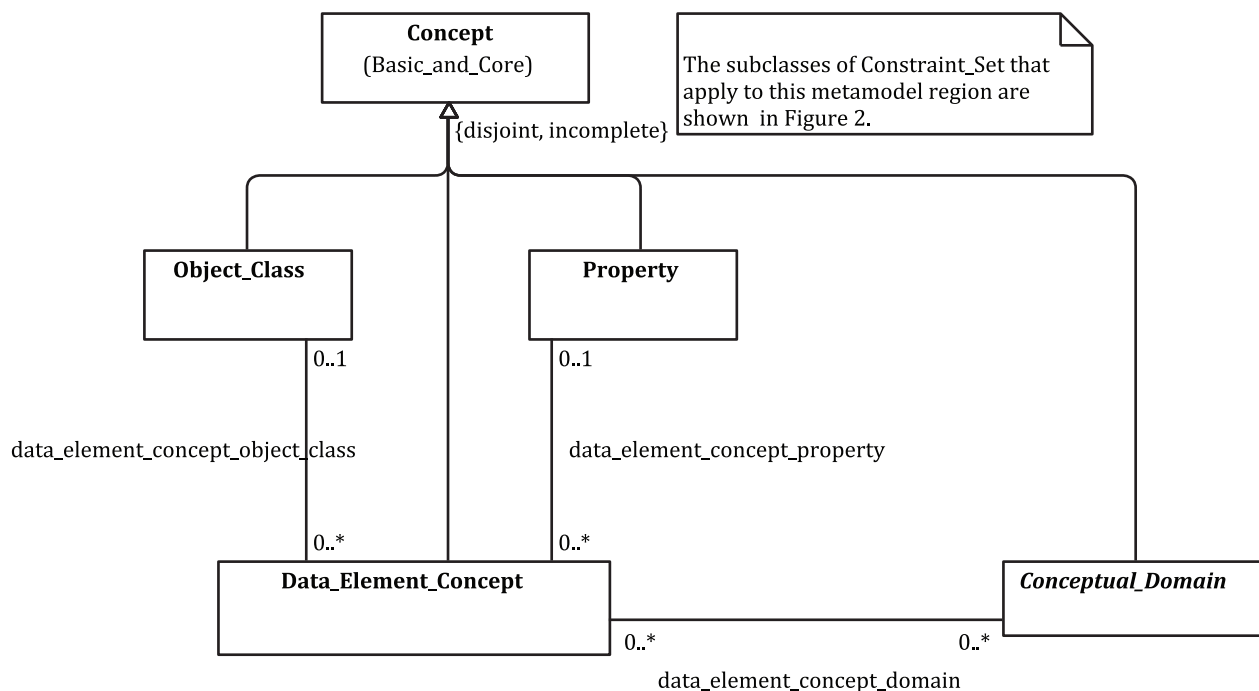 Concept
(Basic_and_Core)
The subclasses of Constraint_Set that
apply to this metamodel region are
shown in Figure 2.
{disjoint, incomplete}
Object_Class
Property
0..1
0..1
data_element_concept_object_class
data_element_concept_property
0..*
0..*
Data_Element_Concept
Conceptual_Domain
0..*
0..*
data_element_concept_domain